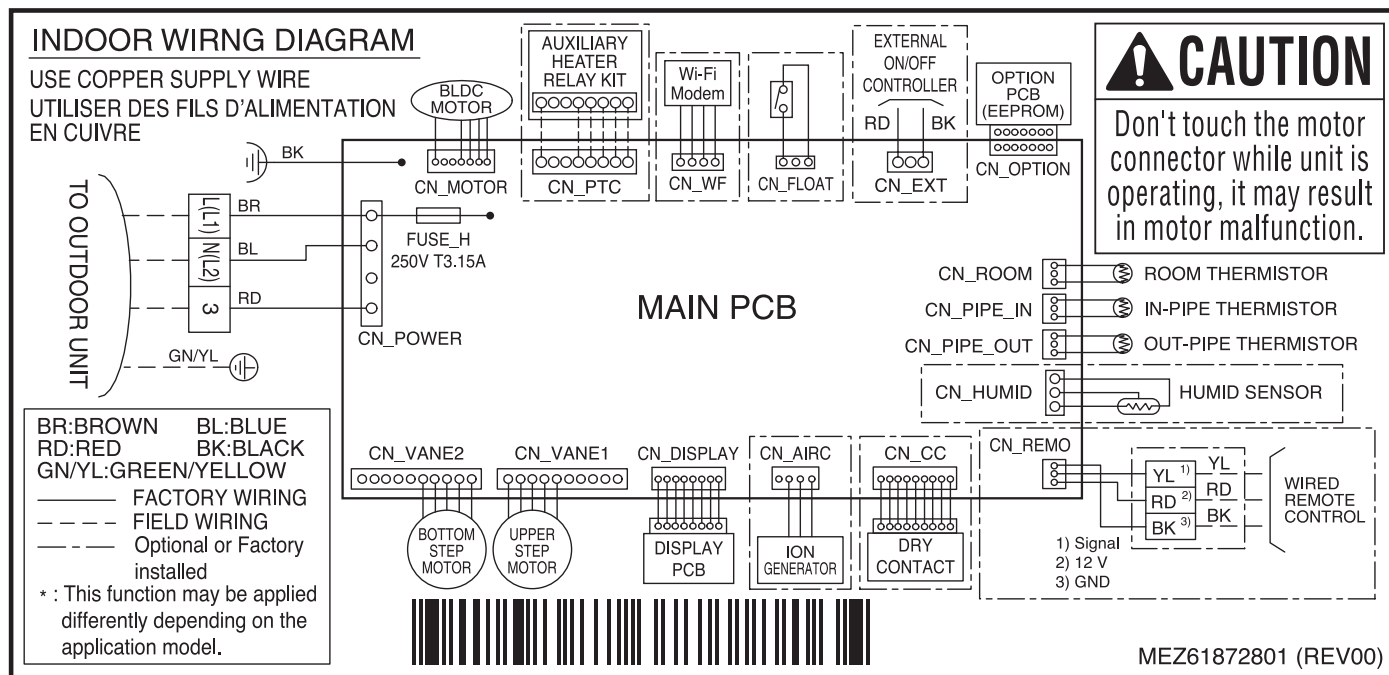 INDOOR WIRNG DIAGRAM
USE COPPER SUPPLY WIRE
UTILISER DES FILS D'ALIMENTATION
EN CUIVRE
BLDC
MOTOR
CN_MOTOR
AUXILIARY
HEATER
RELAY KIT
CN_PTC
Wi-Fi
Modem
CN_WF
CN_FLOAT
EXTERNAL
ON/OFF
CONTROLLER
RD BK
CN_EXT
OPTION
PCB
(EEPROM)
CN_OPTION
CAUTION
Don't touch the motor
connector while unit is
operating, it may result
in motor malfunction.
TO OUTDOOR UNIT
BK
L(L1)
BR
N(L2)
BL
3
RD
GN/YL
FUSE_H
250V T3.15A
CN_POWER
MAIN PCB
CN_ROOM
ROOM THERMISTOR
CN_PIPE_IN
IN-PIPE THERMISTOR
CN_PIPE_OUT
OUT-PIPE THERMISTOR
CN_HUMID
HUMID SENSOR
BR:BROWN BL:BLUE
RD:RED BK:BLACK
GN/YL:GREEN/YELLOW
FACTORY WIRING
FIELD WIRING
Optional or Factory
installed
* : This function may be applied
differently depending on the
application model.
CN_VANE2
BOTTOM
STEP
MOTOR
CN_VANE1
UPPER
STEP
MOTOR
CN_DISPLAY
DISPLAY
PCB
CN_AIRC
ION
GENERATOR
CN_CC
DRY
CONTACT
CN_REMO
YL 1) YL
RD 2) RD
BK 3) BK
WIRED
REMOTE
CONTROL
1) Signal
2) 12 V
3) GND
MEZ61872801 (REV00)